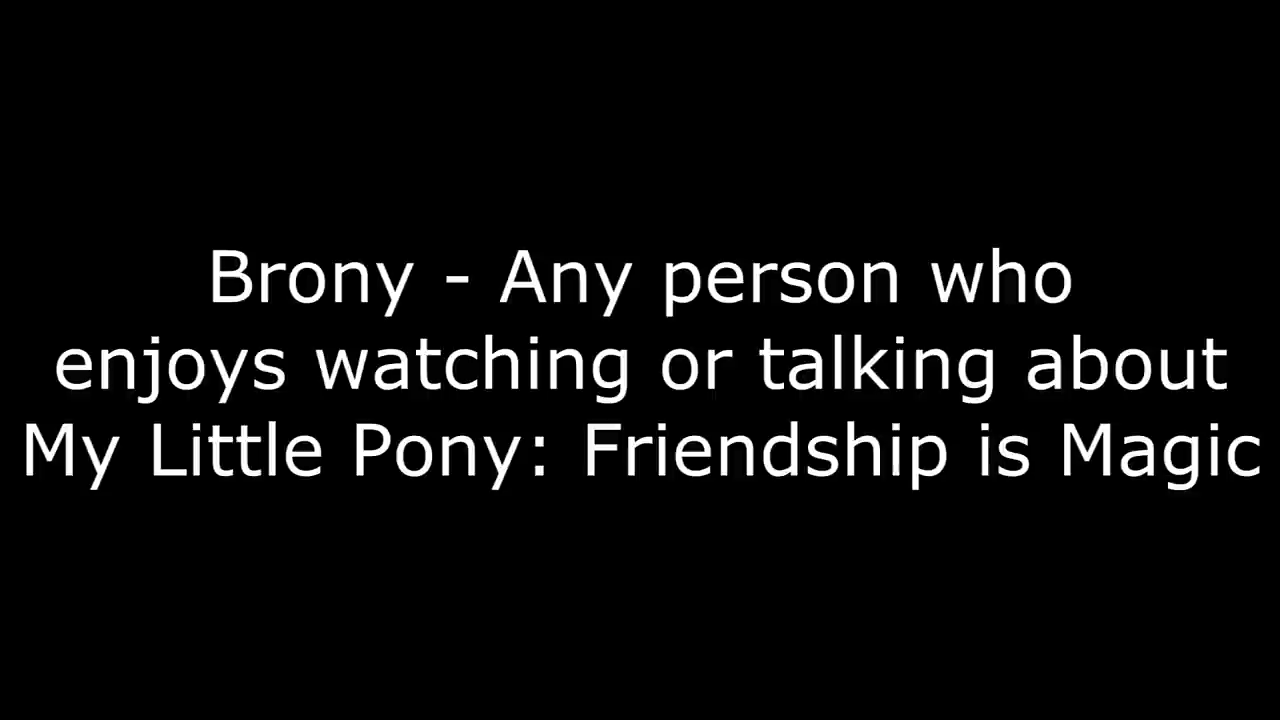 Brony - Any person who
enjoys watching or talking about
My Little Pony: Friendship is Magic